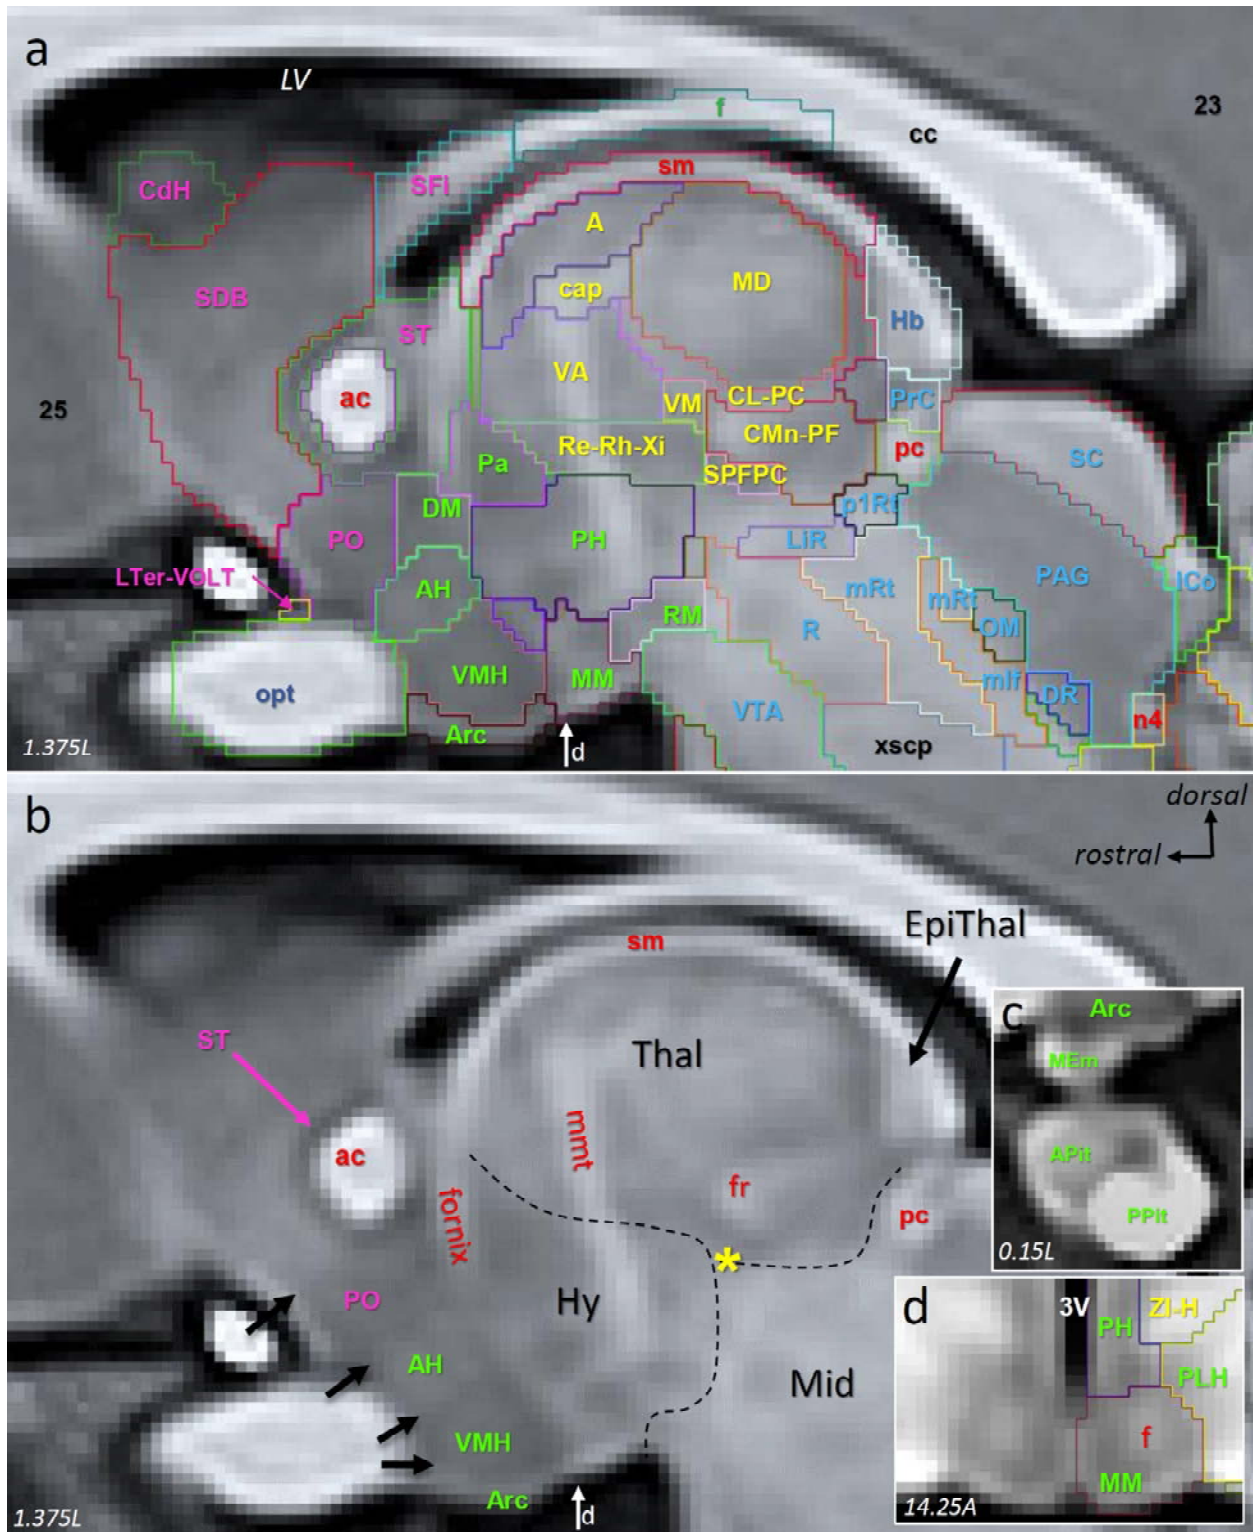 a
LV
23
f
cc
CdH
SFi
sm
A
SDB
cap
MD
Hb
ST
VA
25
ac
VM
CL-PC
PrC
CMn-PF
Re-Rh-Xi
pc
SC
Pa
SPFPC
DM
p1Rt
PO
PH
LiR
LTer-VOLT
AH
mRt
mRt
PAG
ICo
RM
R
OM
VMH
MM
mlf
opt
DR
VTA
n4
Arc
xscp
1.375L
d
b
dorsal
rostral
EpiThal
sm
c
Arc
ST
Thal
MEm
mmt
ac
APit
fr
fornix
pc
PPit
*
0.15L
PO
Hy
d
3V
PH
ZI-H
AH
Mid
PLH
VMH
f
MM
Arc
d
1.375L
14.25A